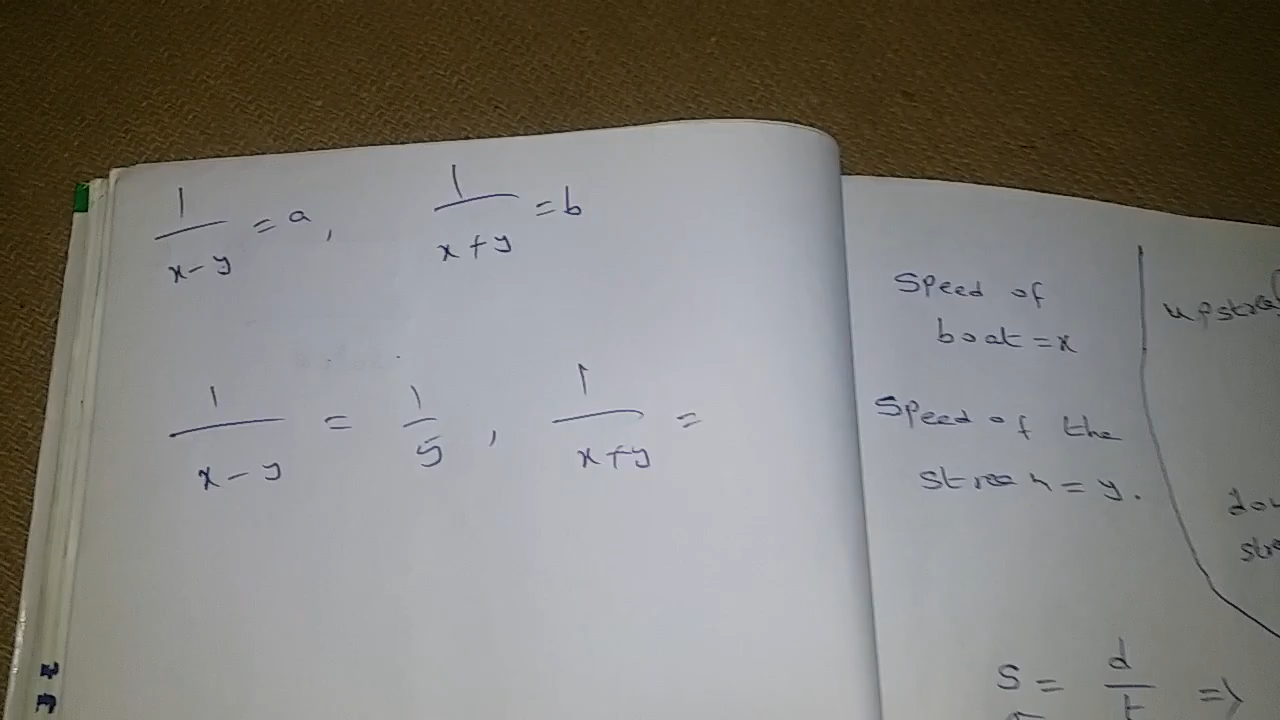 1/(x-y) = a, 1/(x+y) = b
1/(x-y) = 1/5, 1/(x+y) =
Speed of
boat = x
Speed of the
stream = y.
S = d/t =>